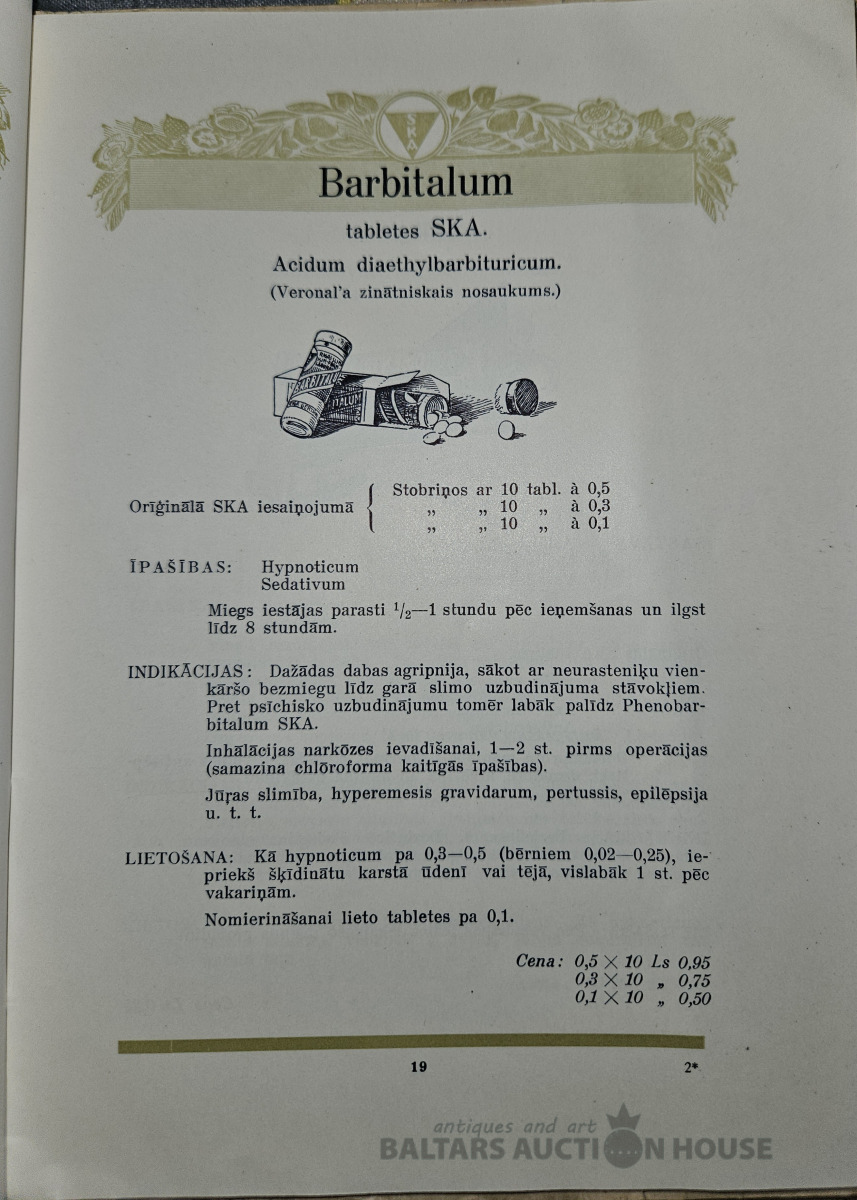 SKA
Barbitalum
tabletes SKA.
Acidum diaethylbarbituricum.
(Veronal'a zinātniskais nosaukums.)
BARBITAL
ITALUM
Oriģinālā SKA iesaiņojumā { Stobriņos ar 10 tabl. à 0,5
„ „ 10 „ à 0,3
„ „ 10 „ à 0,1
ĪPAŠĪBAS: Hypnoticum
Sedativum
Miegs iestājas parasti ½—1 stundu pēc ieņemšanas un ilgst
līdz 8 stundām.
INDIKĀCIJAS: Dažādas dabas agripnija, sākot ar neurasteniķu vien-
kāršo bezmiegu līdz garā slimo uzbudinājuma stāvokļiem.
Pret psīchisko uzbudinājumu tomēr labāk palīdz Phenobar-
bitalum SKA.
Inhālācijas narkōzes ievadīšanai, 1—2 st. pirms operācijas
(samazina chlōroforma kaitīgās īpašības).
Jūŗas slimība, hyperemesis gravidarum, pertussis, epilēpsija
u. t. t.
LIETOŠANA: Kā hypnoticum pa 0,3—0,5 (bērniem 0,02—0,25), ie-
priekš šķīdinātu karstā ūdenī vai tējā, vislabāk 1 st. pēc
vakariņām.
Nomierināšanai lieto tabletes pa 0,1.
Cena: 0,5 × 10 Ls 0,95
0,3 × 10 „ 0,75
0,1 × 10 „ 0,50
19 2*
antiques and art
BALTARS AUCTION HOUSE